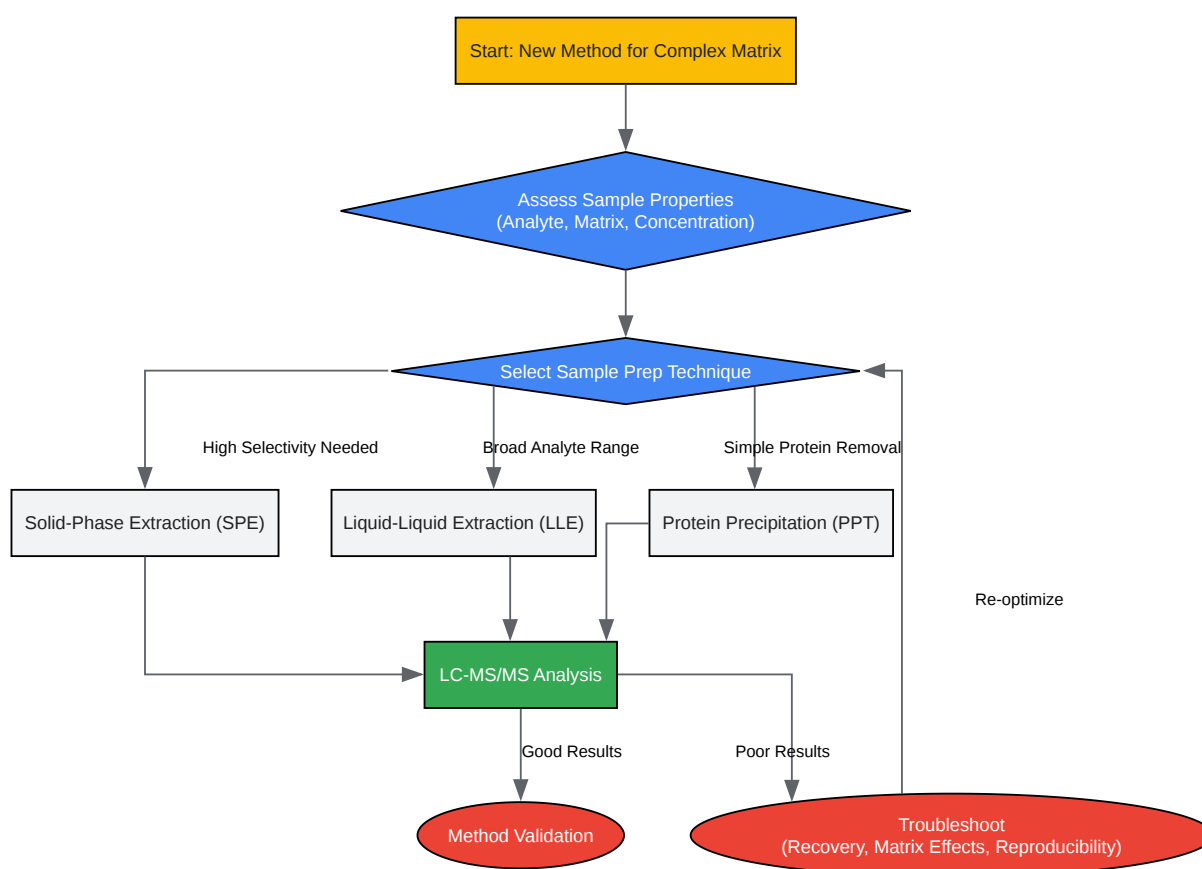 Start: New Method for Complex Matrix
Assess Sample Properties
(Analyte, Matrix, Concentration)
Select Sample Prep Technique
High Selectivity Needed
Broad Analyte Range
Simple Protein Removal
Solid-Phase Extraction (SPE)
Liquid-Liquid Extraction (LLE)
Protein Precipitation (PPT)
Re-optimize
LC-MS/MS Analysis
Good Results
Poor Results
Method Validation
Troubleshoot
(Recovery, Matrix Effects, Reproducibility)